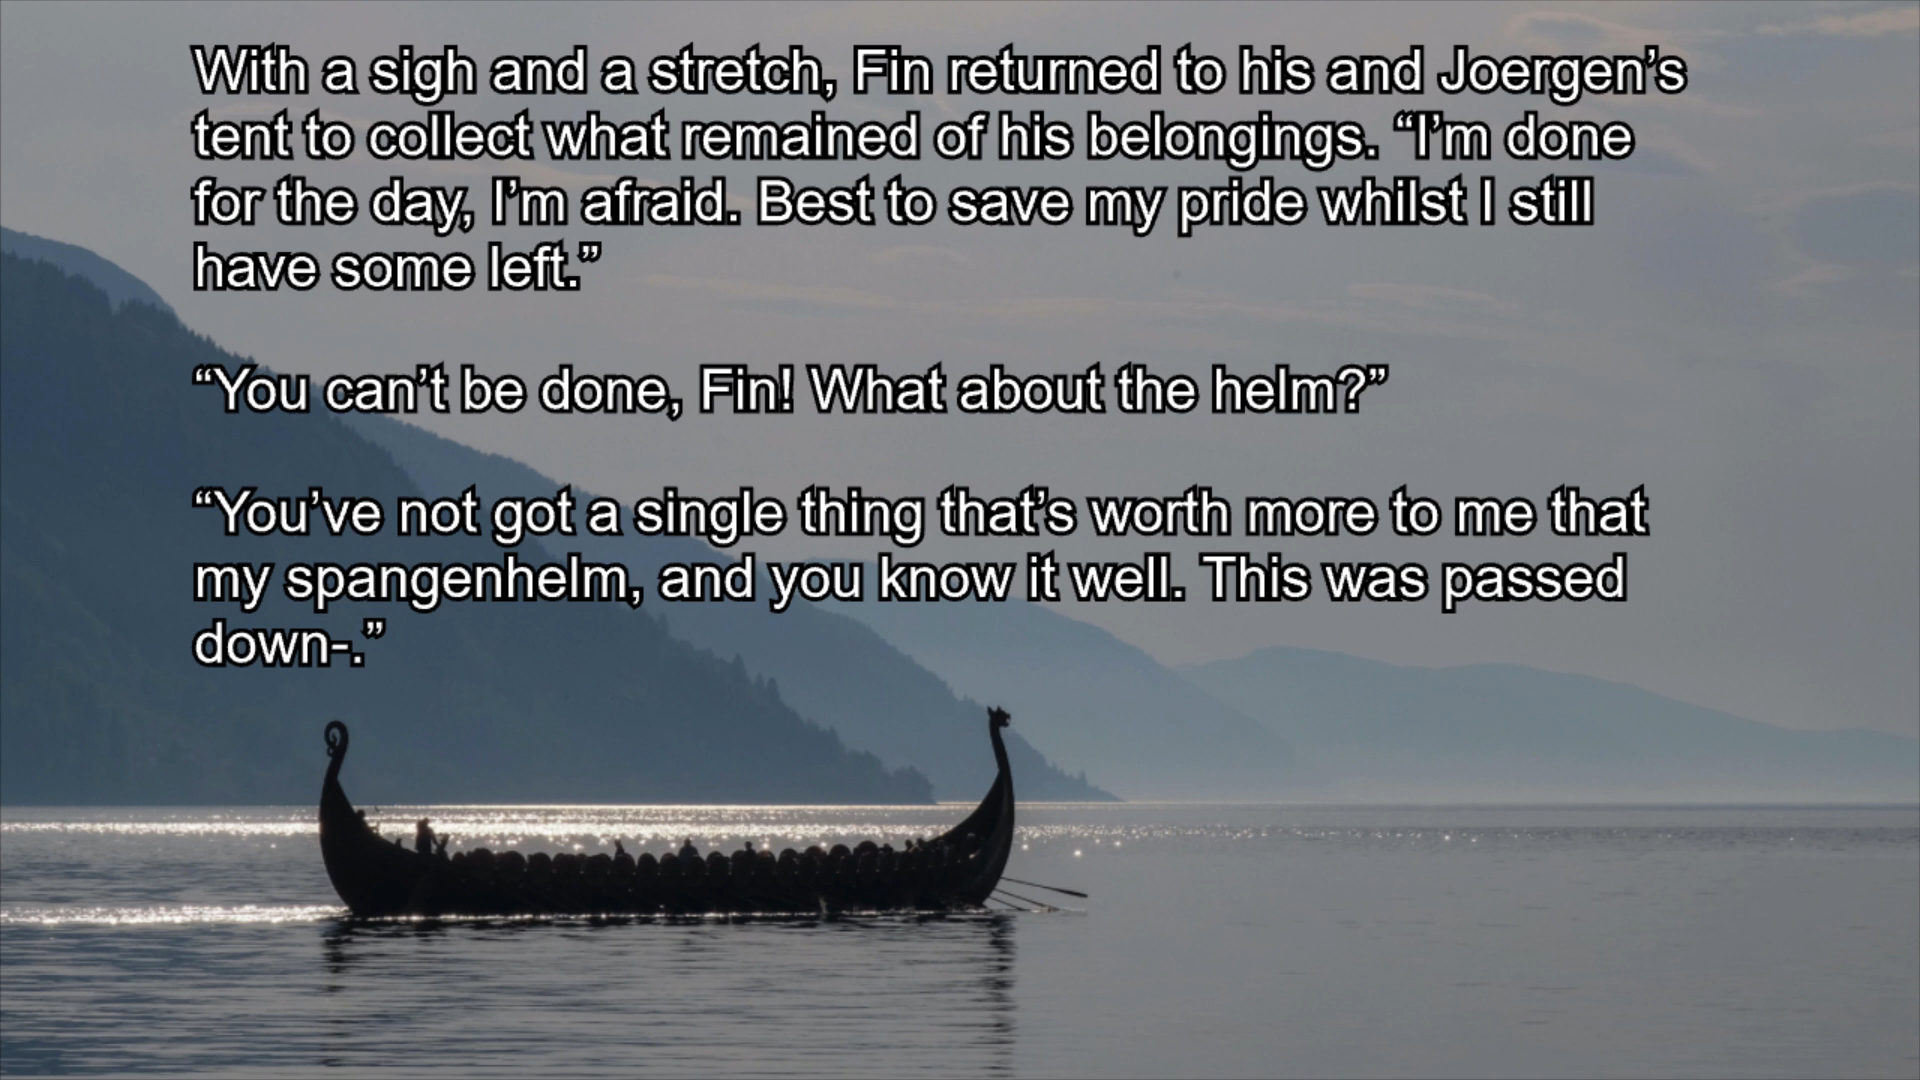 With a sigh and a stretch, Fin returned to his and Joergen’s
tent to collect what remained of his belongings. “I’m done
for the day, I’m afraid. Best to save my pride whilst I still
have some left.”
“You can’t be done, Fin! What about the helm?”
“You’ve not got a single thing that’s worth more to me that
my spangenhelm, and you know it well. This was passed
down-.”